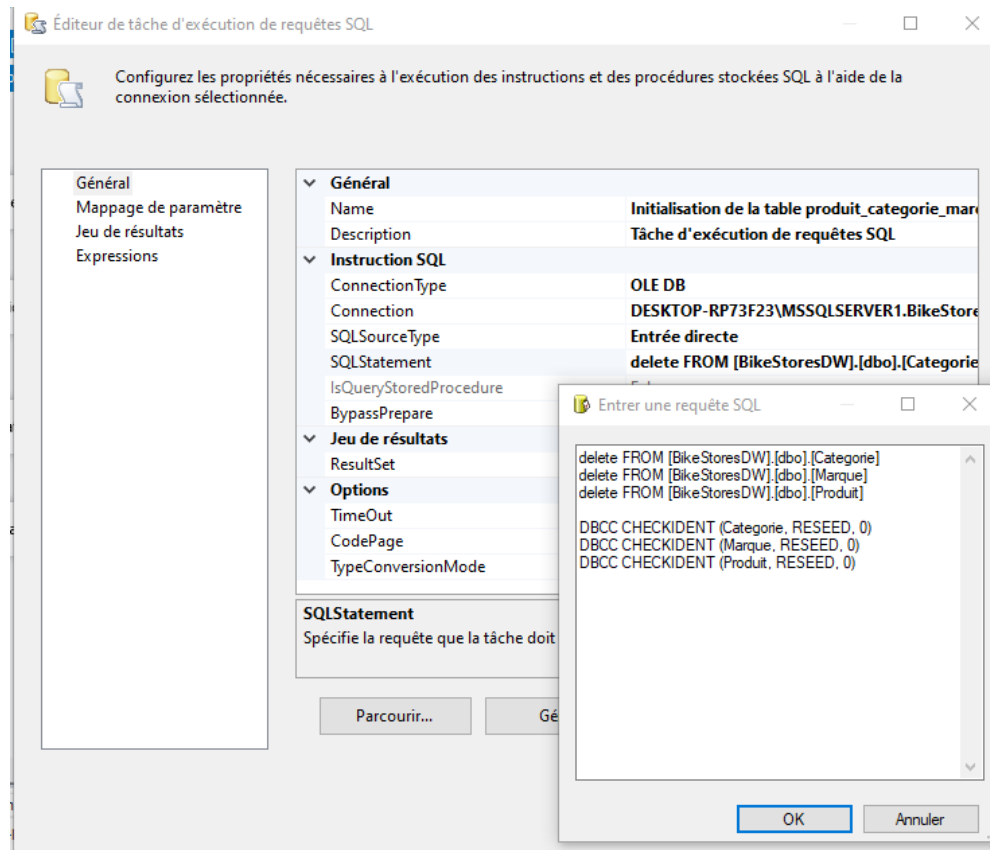 Éditeur de tâche d'exécution de requêtes SQL
Configurez les propriétés nécessaires à l'exécution des instructions et des procédures stockées SQL à l'aide de la
connexion sélectionnée.
Général
Mappage de paramètre
Jeu de résultats
Expressions
Général
Name Initialisation de la table
Description Tâche d'exécution de requêtes SQL
Instruction SQL
ConnectionType OLE DB
Connection DESKTOP-RP73F23\MSSQLSERVER1.BikeStore
SQLSourceType Entrée directe
SQLStatement delete FROM [BikeStoresDW].[dbo].[Categorie
IsQueryStoredProcedure
BypassPrepare
Jeu de résultats
ResultSet
Options
TimeOut
CodePage
TypeConversionMode
SQLStatement
Spécifie la requête que la tâche doit
Parcourir...
Entrer une requête SQL
delete FROM [BikeStoresDW].[dbo].[Categorie]
delete FROM [BikeStoresDW].[dbo].[Marque]
delete FROM [BikeStoresDW].[dbo].[Produit]
DBCC CHECKIDENT (Categorie, RESEED, 0)
DBCC CHECKIDENT (Marque, RESEED, 0)
DBCC CHECKIDENT (Produit, RESEED, 0)
OK
Annuler